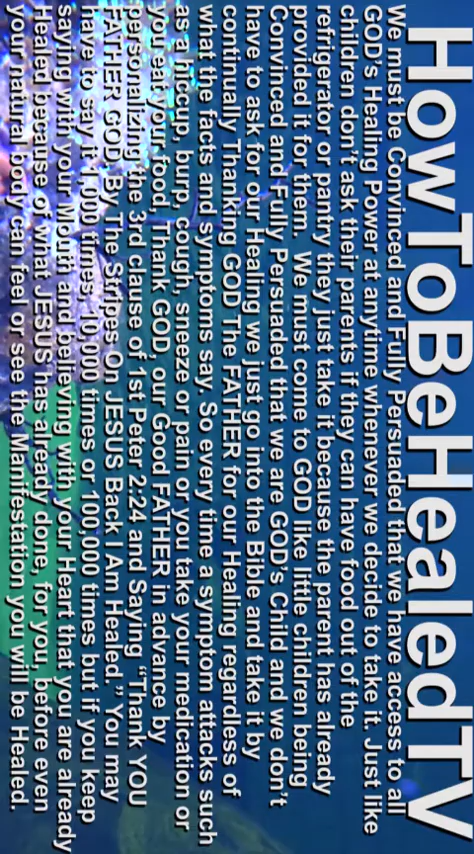 HowToBeHealedTV
We must be Convinced and Fully Persuaded that we have access to all
GOD's Healing Power at anytime whenever we decide to take it. Just like
children don't ask their parents if they can have food out of the
refrigerator or pantry they just take it because the parent has already
provided it for them. We must come to GOD like little children being
Convinced and Fully Persuaded that we are GOD's Child and we don't
have to ask for our Healing we just go into the Bible and take it by
continually Thanking GOD The FATHER for our Healing regardless of
what the facts and symptoms say. So every time a symptom attacks such
as a hiccup, burp, cough, sneeze or pain or you take your medication or
you eat your food. Thank GOD, our Good FATHER in advance by
personalizing the 3rd clause of 1st Peter 2:24 and Saying "Thank YOU
FATHER GOD, By The Stripes On JESUS Back I Am Healed." You may
have to say it 1,000 times, 10,000 times or 100,000 times but if you keep
saying with your Mouth and believing with your Heart that you are already
Healed because of what JESUS has already done, for you, before even
your natural body can feel or see the Manifestation you will be Healed.